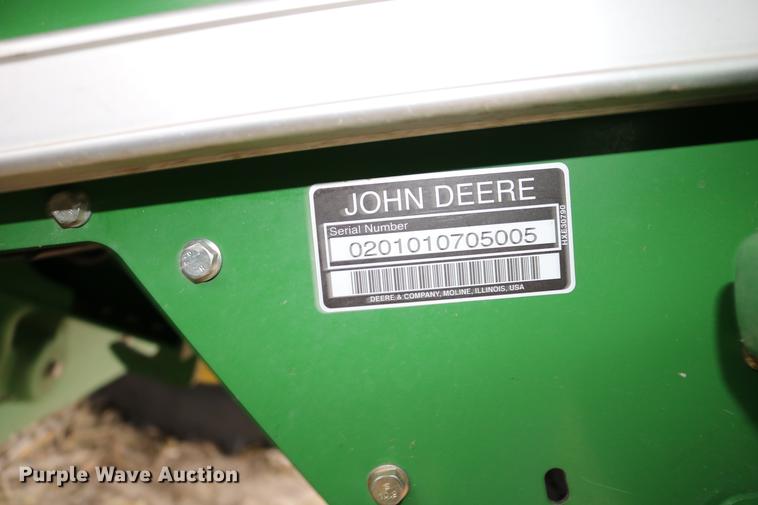 JOHN DEERE
Serial Number
0201010705005
DEERE & COMPANY, MOLINE, ILLINOIS, USA
HXE30790
Purple Wave Auction